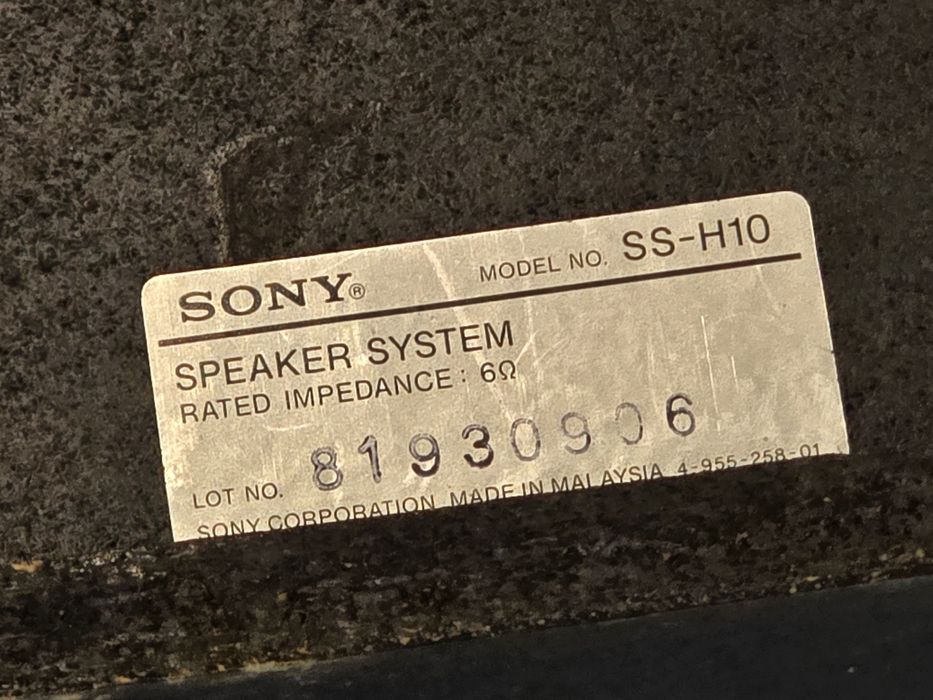 SONY® MODEL NO. SS-H10
SPEAKER SYSTEM
RATED IMPEDANCE: 6Ω
LOT NO. 81930906
SONY CORPORATION MADE IN MALAYSIA 4-955-258-01